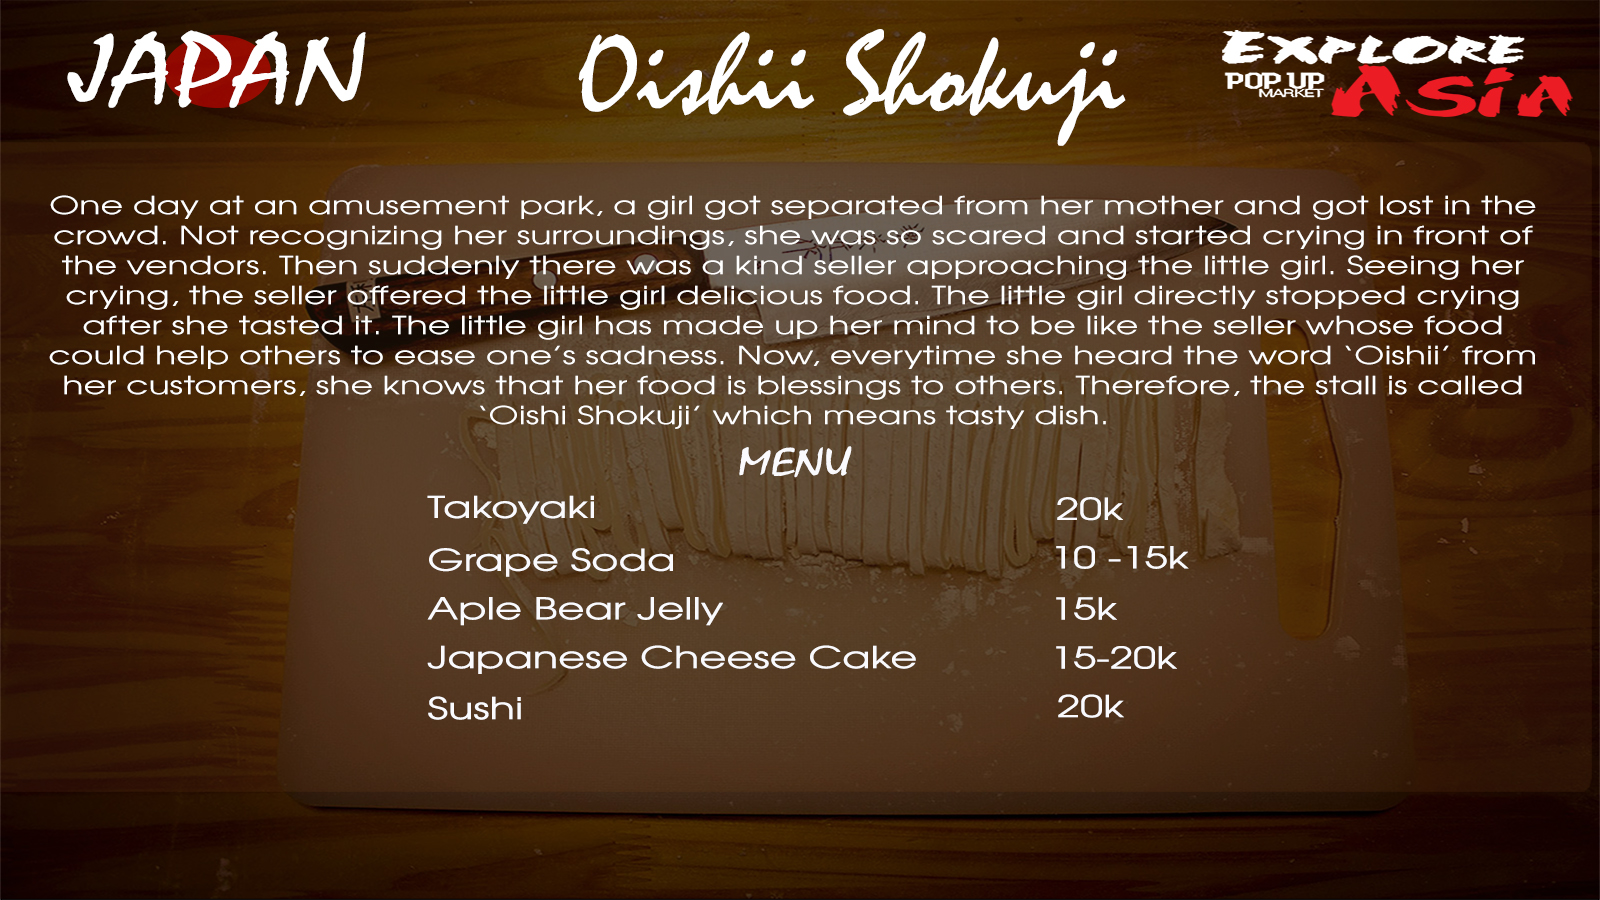 JAPAN
Oishii Shokuji
EXPLORE
POP UP
MARKET
ASiA
One day at an amusement park, a girl got separated from her mother and got lost in the
crowd. Not recognizing her surroundings, she was so scared and started crying in front of
the vendors. Then suddenly there was a kind seller approaching the little girl. Seeing her
crying, the seller offered the little girl delicious food. The little girl directly stopped crying
after she tasted it. The little girl has made up her mind to be like the seller whose food
could help others to ease one’s sadness. Now, everytime she heard the word ‘Oishii’ from
her customers, she knows that her food is blessings to others. Therefore, the stall is called
‘Oishi Shokuji’ which means tasty dish.
MENU
Takoyaki 20k
Grape Soda 10 -15k
Aple Bear Jelly 15k
Japanese Cheese Cake 15-20k
Sushi 20k